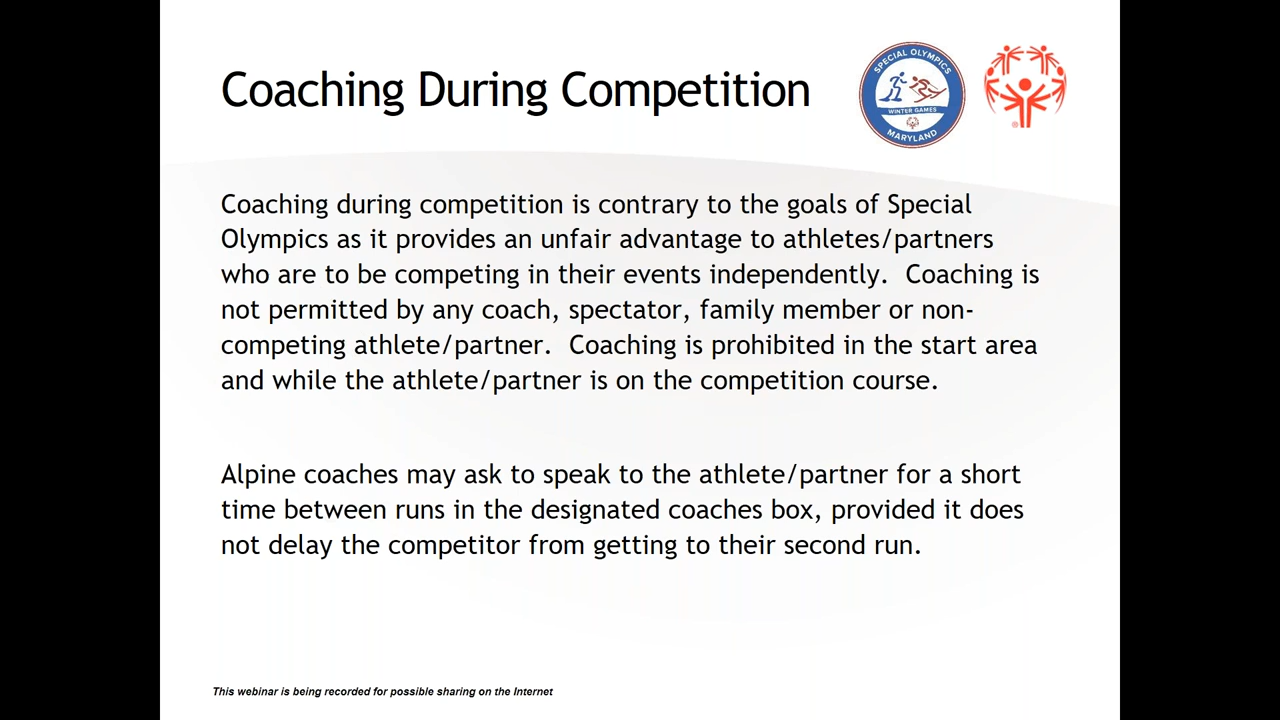 Coaching During Competition
SPECIAL OLYMPICS
WINTER GAMES
MARYLAND
®
Coaching during competition is contrary to the goals of Special
Olympics as it provides an unfair advantage to athletes/partners
who are to be competing in their events independently.  Coaching is
not permitted by any coach, spectator, family member or non-
competing athlete/partner.  Coaching is prohibited in the start area
and while the athlete/partner is on the competition course.
Alpine coaches may ask to speak to the athlete/partner for a short
time between runs in the designated coaches box, provided it does
not delay the competitor from getting to their second run.
This webinar is being recorded for possible sharing on the Internet